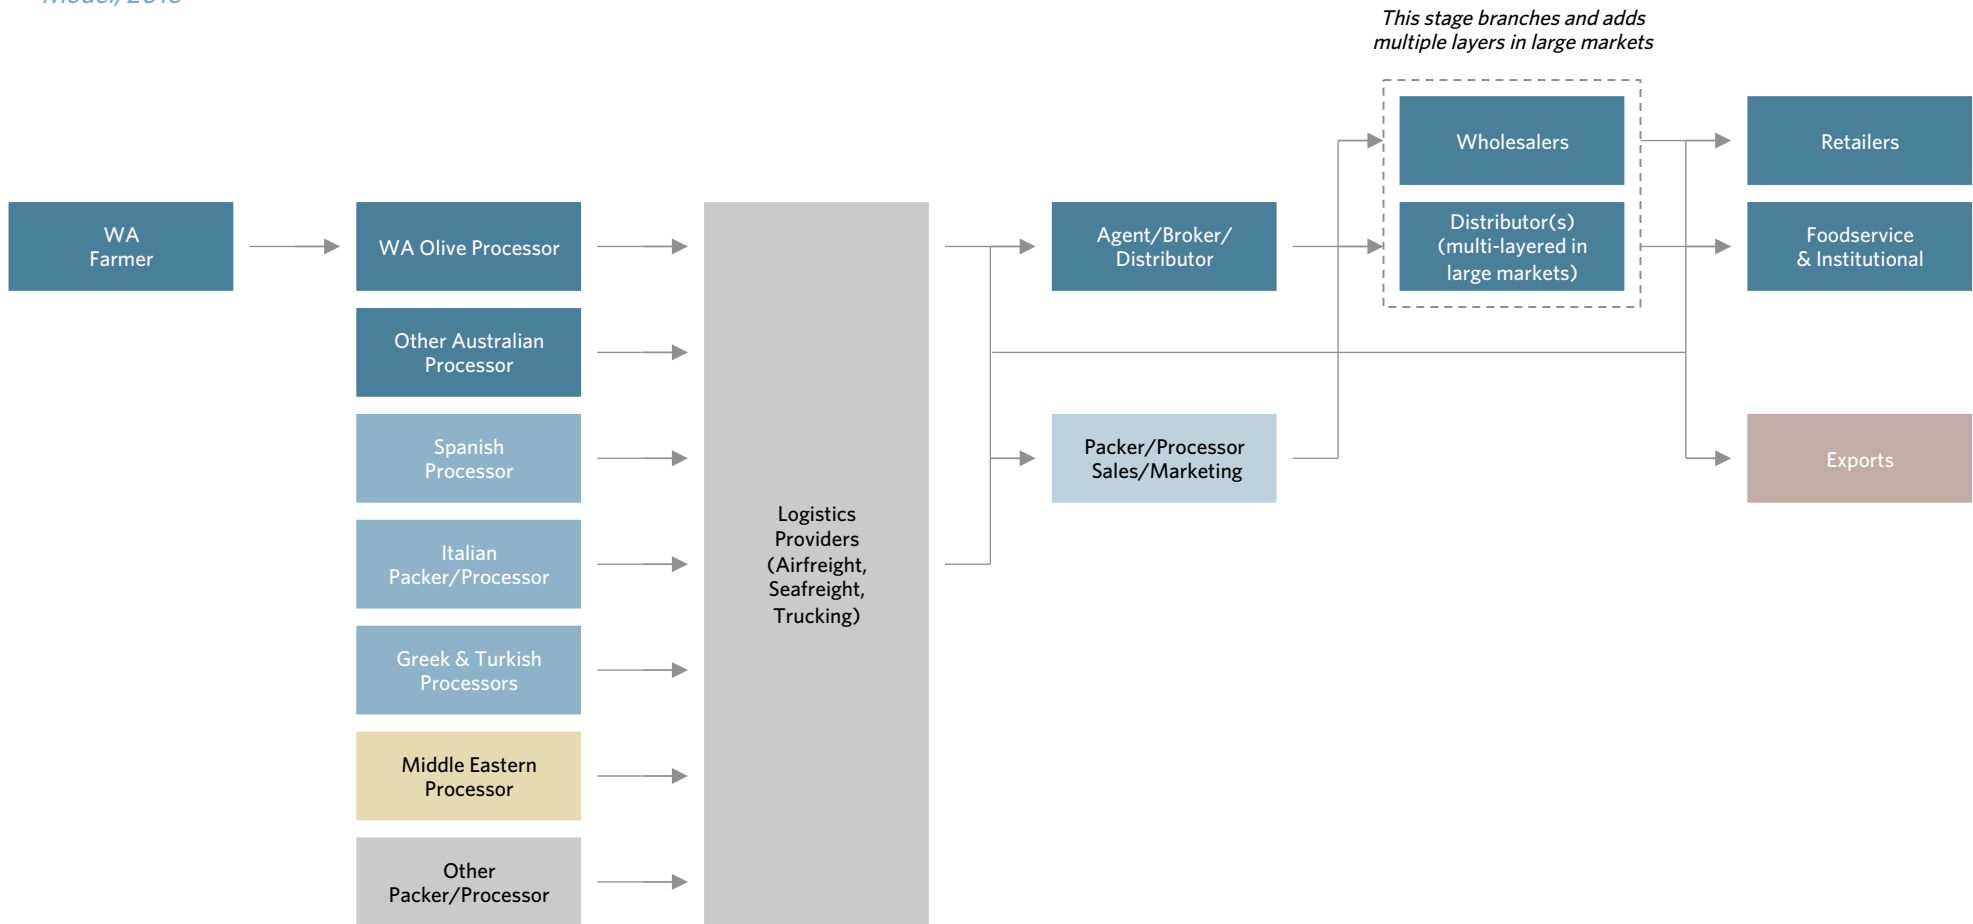 This stage branches and adds
multiple layers in large markets
WA
Farmer
WA Olive Processor
Other Australian
Processor
Spanish
Processor
Italian
Packer/Processor
Greek & Turkish
Processors
Middle Eastern
Processor
Other
Packer/Processor
Logistics
Providers
(Airfreight,
Seafreight,
Trucking)
Agent/Broker/
Distributor
Packer/Processor
Sales/Marketing
Wholesalers
Distributor(s)
(multi-layered in
large markets)
Retailers
Foodservice
& Institutional
Exports